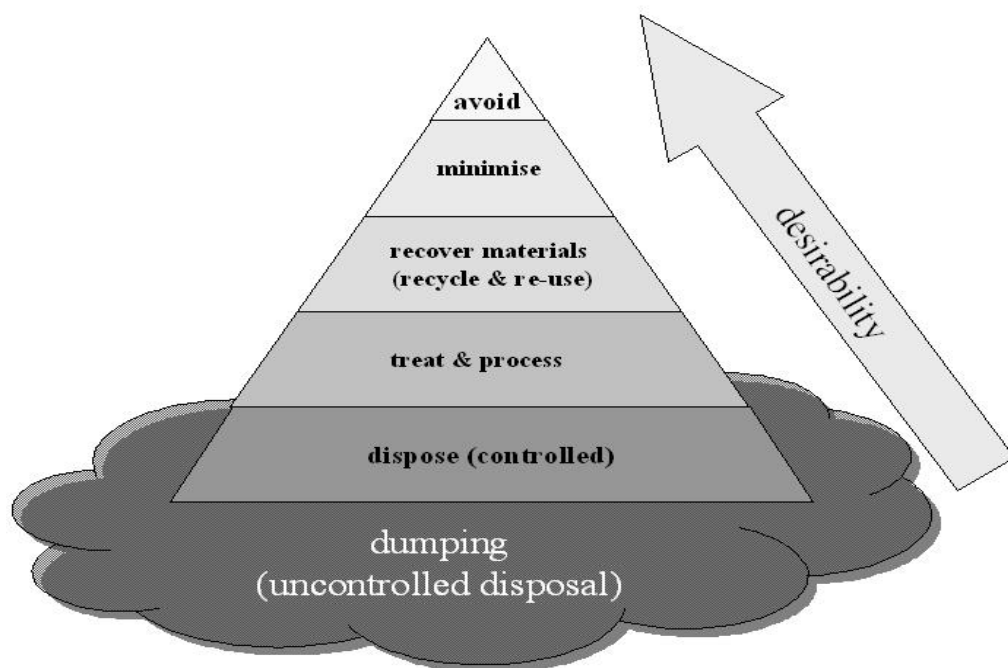 avoid
minimise
recover materials
(recycle & re-use)
treat & process
dispose (controlled)
dumping
(uncontrolled disposal)
desirability